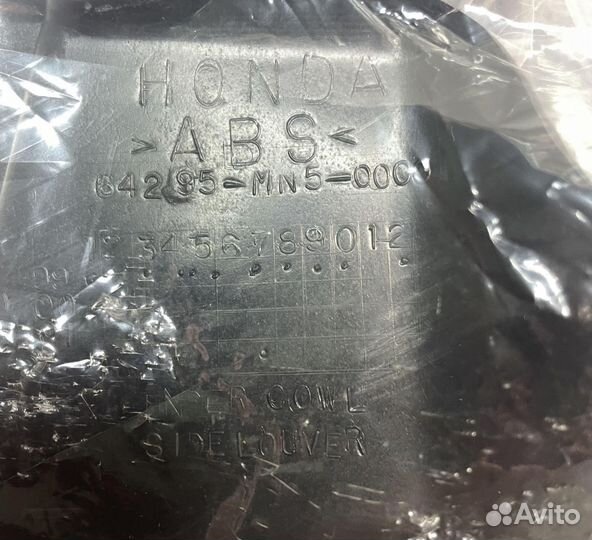 HONDA
>ABS<
64295-MN5-000
3456789012
COWL
SIDE LOUVER
Avito